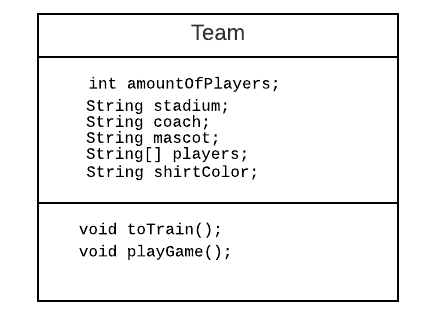 Team
int amountOfPlayers;
String stadium;
String coach;
String mascot;
String[] players;
String shirtColor;
void toTrain();
void playGame();